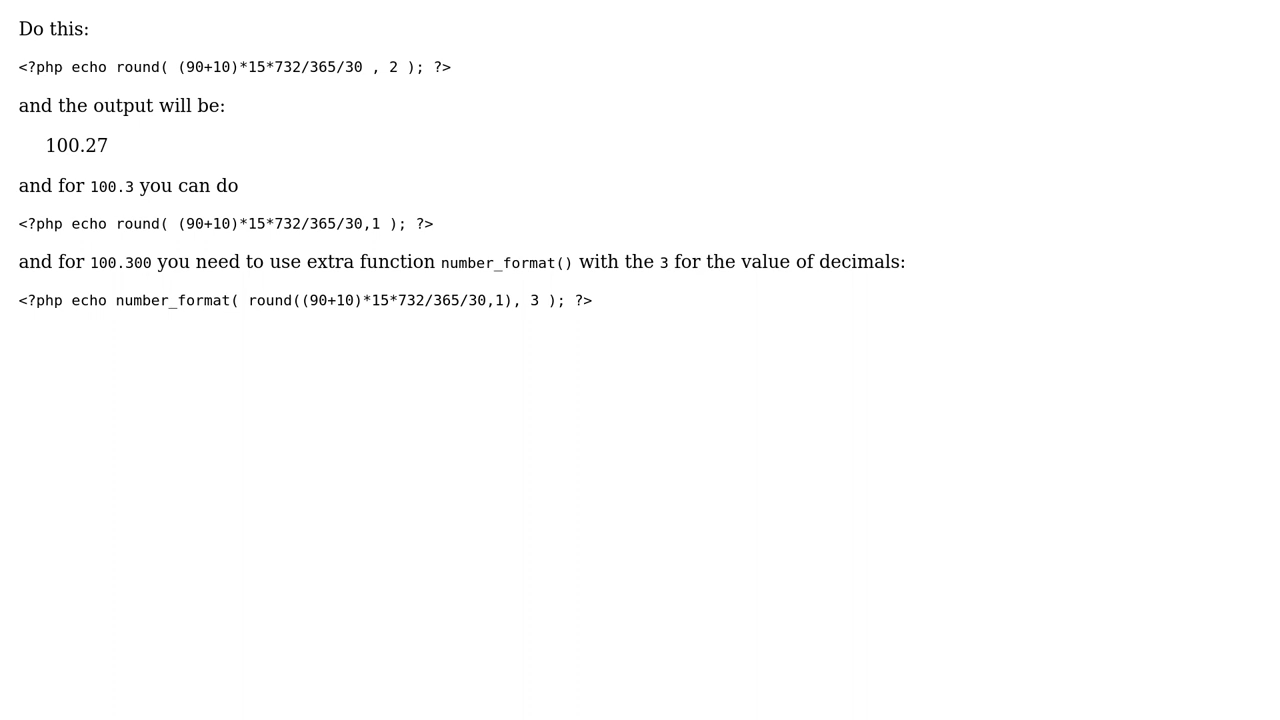 Do this:
<?php echo round( (90+10)*15*732/365/30 , 2 ); ?>
and the output will be:
100.27
and for 100.3 you can do
<?php echo round( (90+10)*15*732/365/30,1 ); ?>
and for 100.300 you need to use extra function number_format() with the 3 for the value of decimals:
<?php echo number_format( round((90+10)*15*732/365/30,1), 3 ); ?>